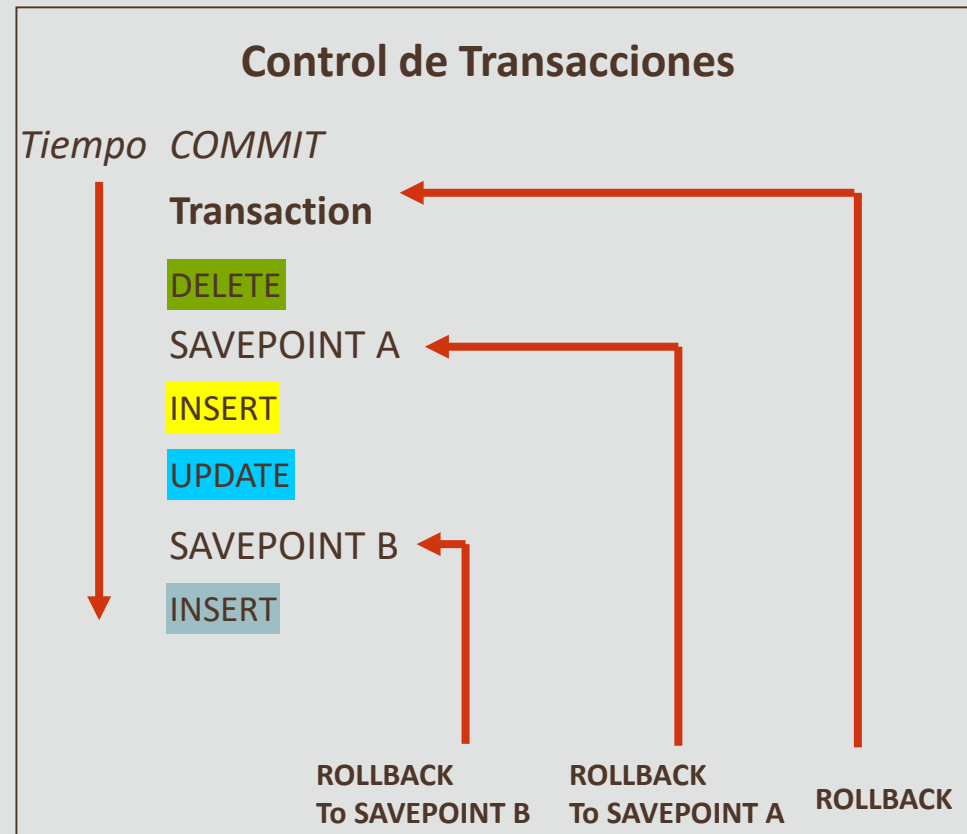 Control de Transacciones
Tiempo COMMIT
Transaction
DELETE
SAVEPOINT A
INSERT
UPDATE
SAVEPOINT B
INSERT
ROLLBACK
To SAVEPOINT B
ROLLBACK
To SAVEPOINT A
ROLLBACK